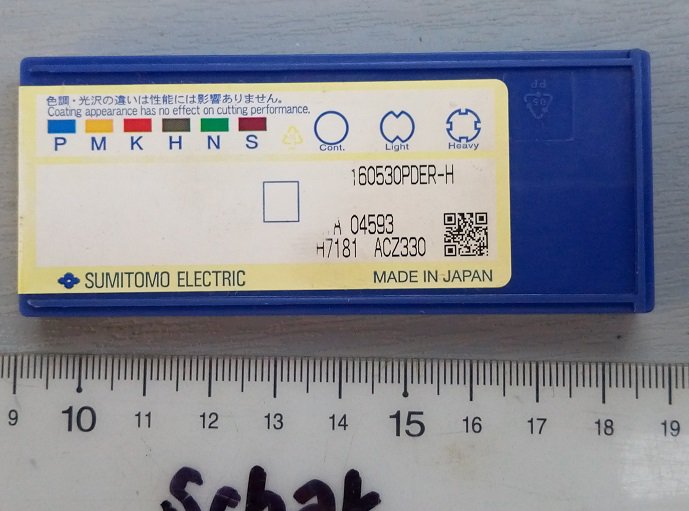 色調・光沢の違いは性能には影響ありません。
Coating appearance has no effect on cutting performance.
P M K H N S Cont. Light Heavy
160530PDER-H
A 04593
H7181 ACZ330
SUMITOMO ELECTRIC MADE IN JAPAN
9 10 11 12 13 14 15 16 17 18 19